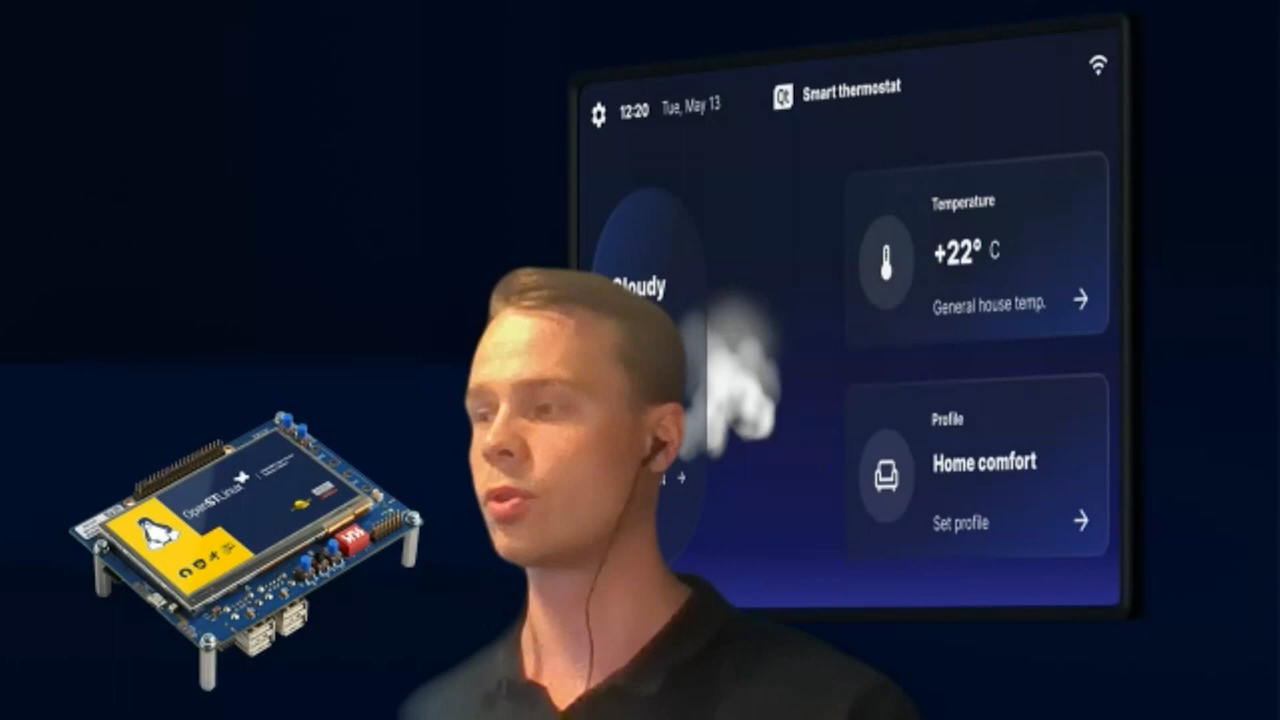 12:20 Tue, May 13
Qt Smart thermostat
Cloudy
Temperature
+22° C
General house temp.
Profile
Home comfort
Set profile
OpenSTLinux